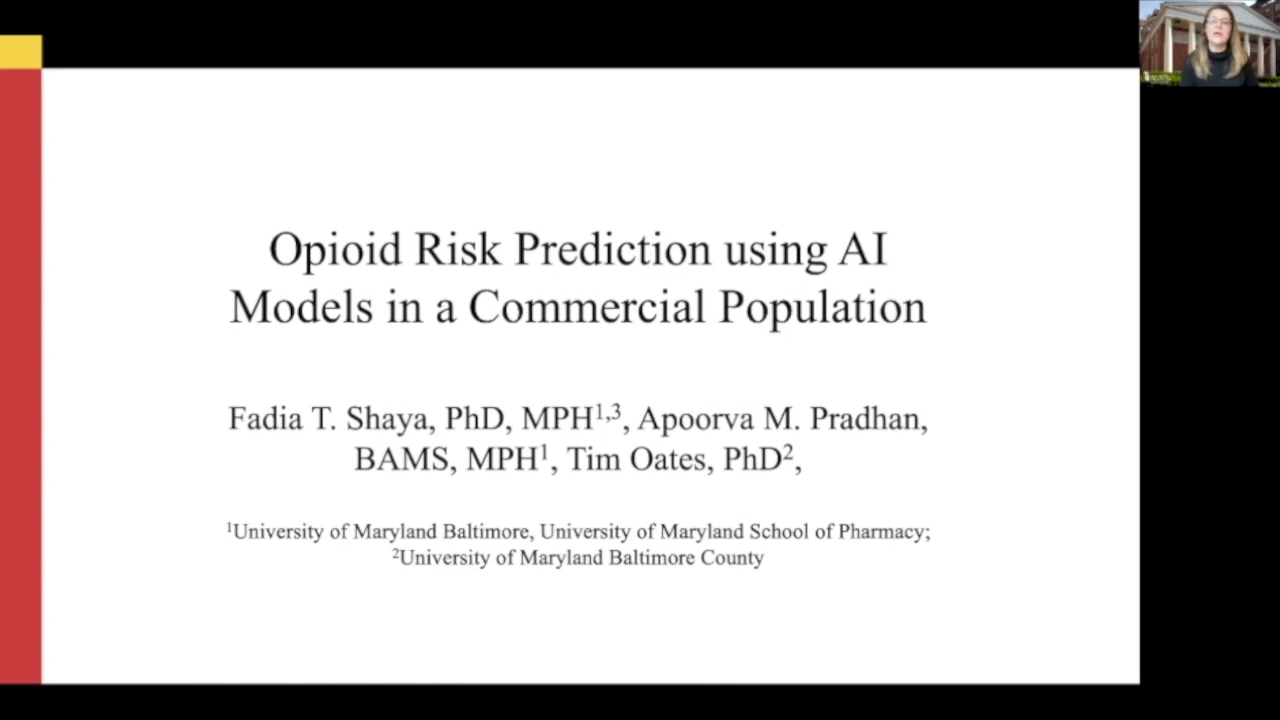 Opioid Risk Prediction using AI
Models in a Commercial Population
Fadia T. Shaya, PhD, MPH1,3, Apoorva M. Pradhan,
BAMS, MPH1, Tim Oates, PhD2,
1University of Maryland Baltimore, University of Maryland School of Pharmacy;
2University of Maryland Baltimore County